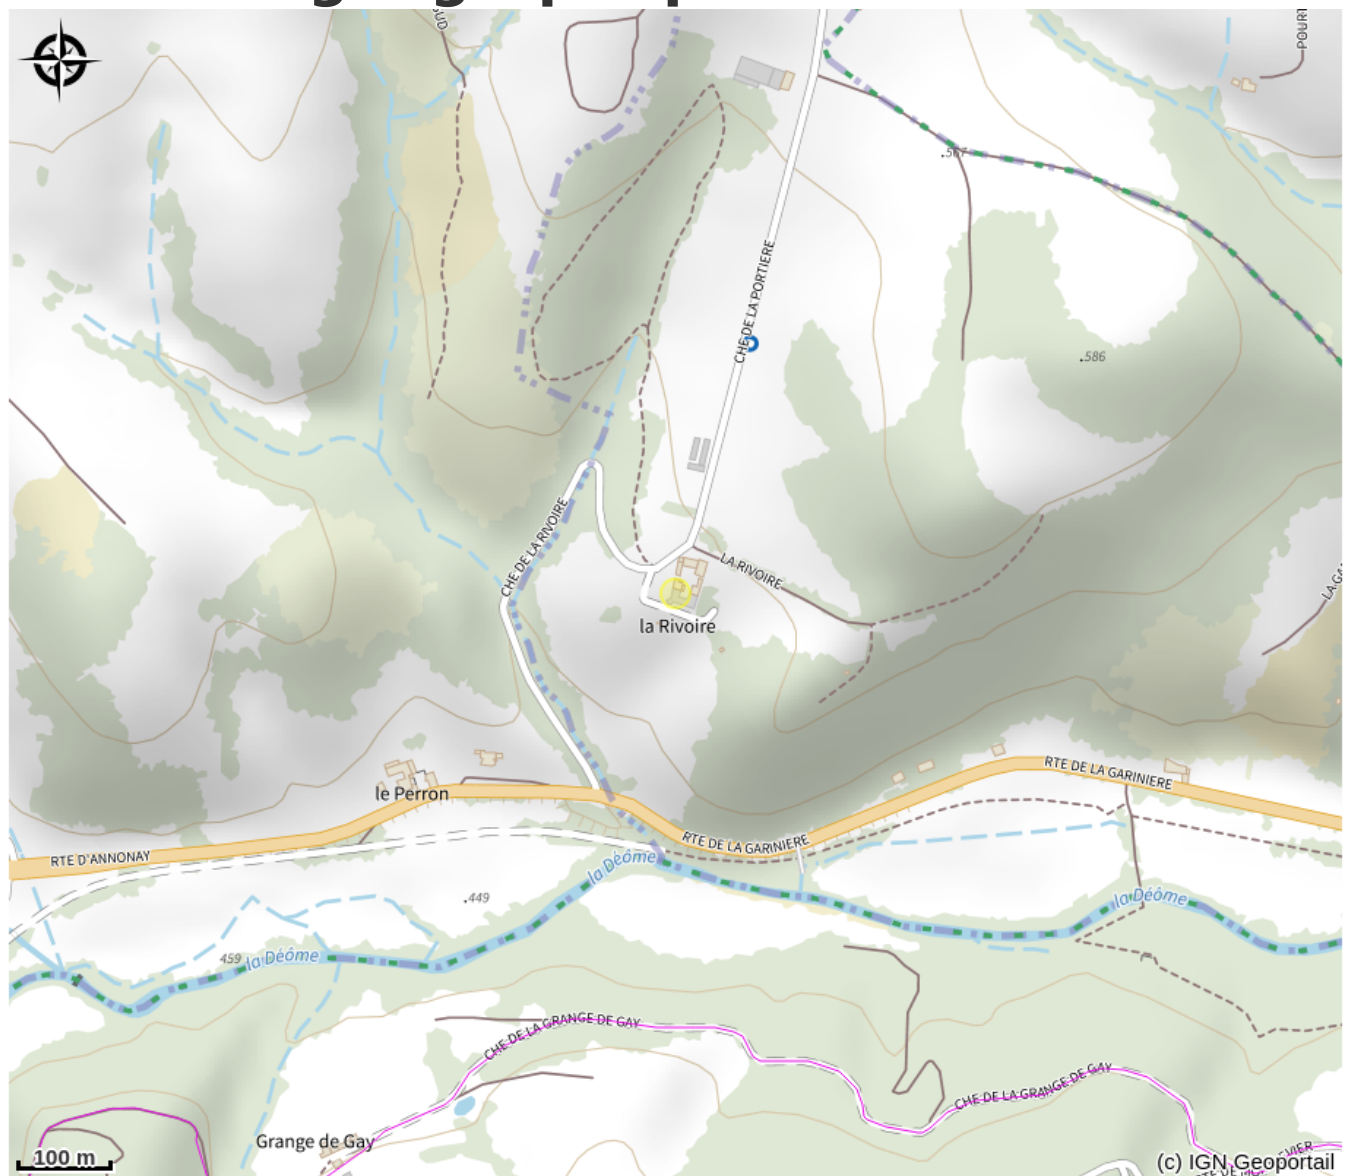 .567
CHE DE LA PORTIERE
.586
CHE DE LA RIVOIRE
LA RIVOIRE
la Rivoire
le Perron
RTE DE LA GARINIERE
RTE DE LA GARINIERE
RTE D'ANNONAY
la Déôme
la Déôme
.449
459
la Déôme
CHE DE LA GRANGE DE GAY
CHE DE LA GRANGE DE GAY
Grange de Gay
100 m
(c) IGN Geoportail